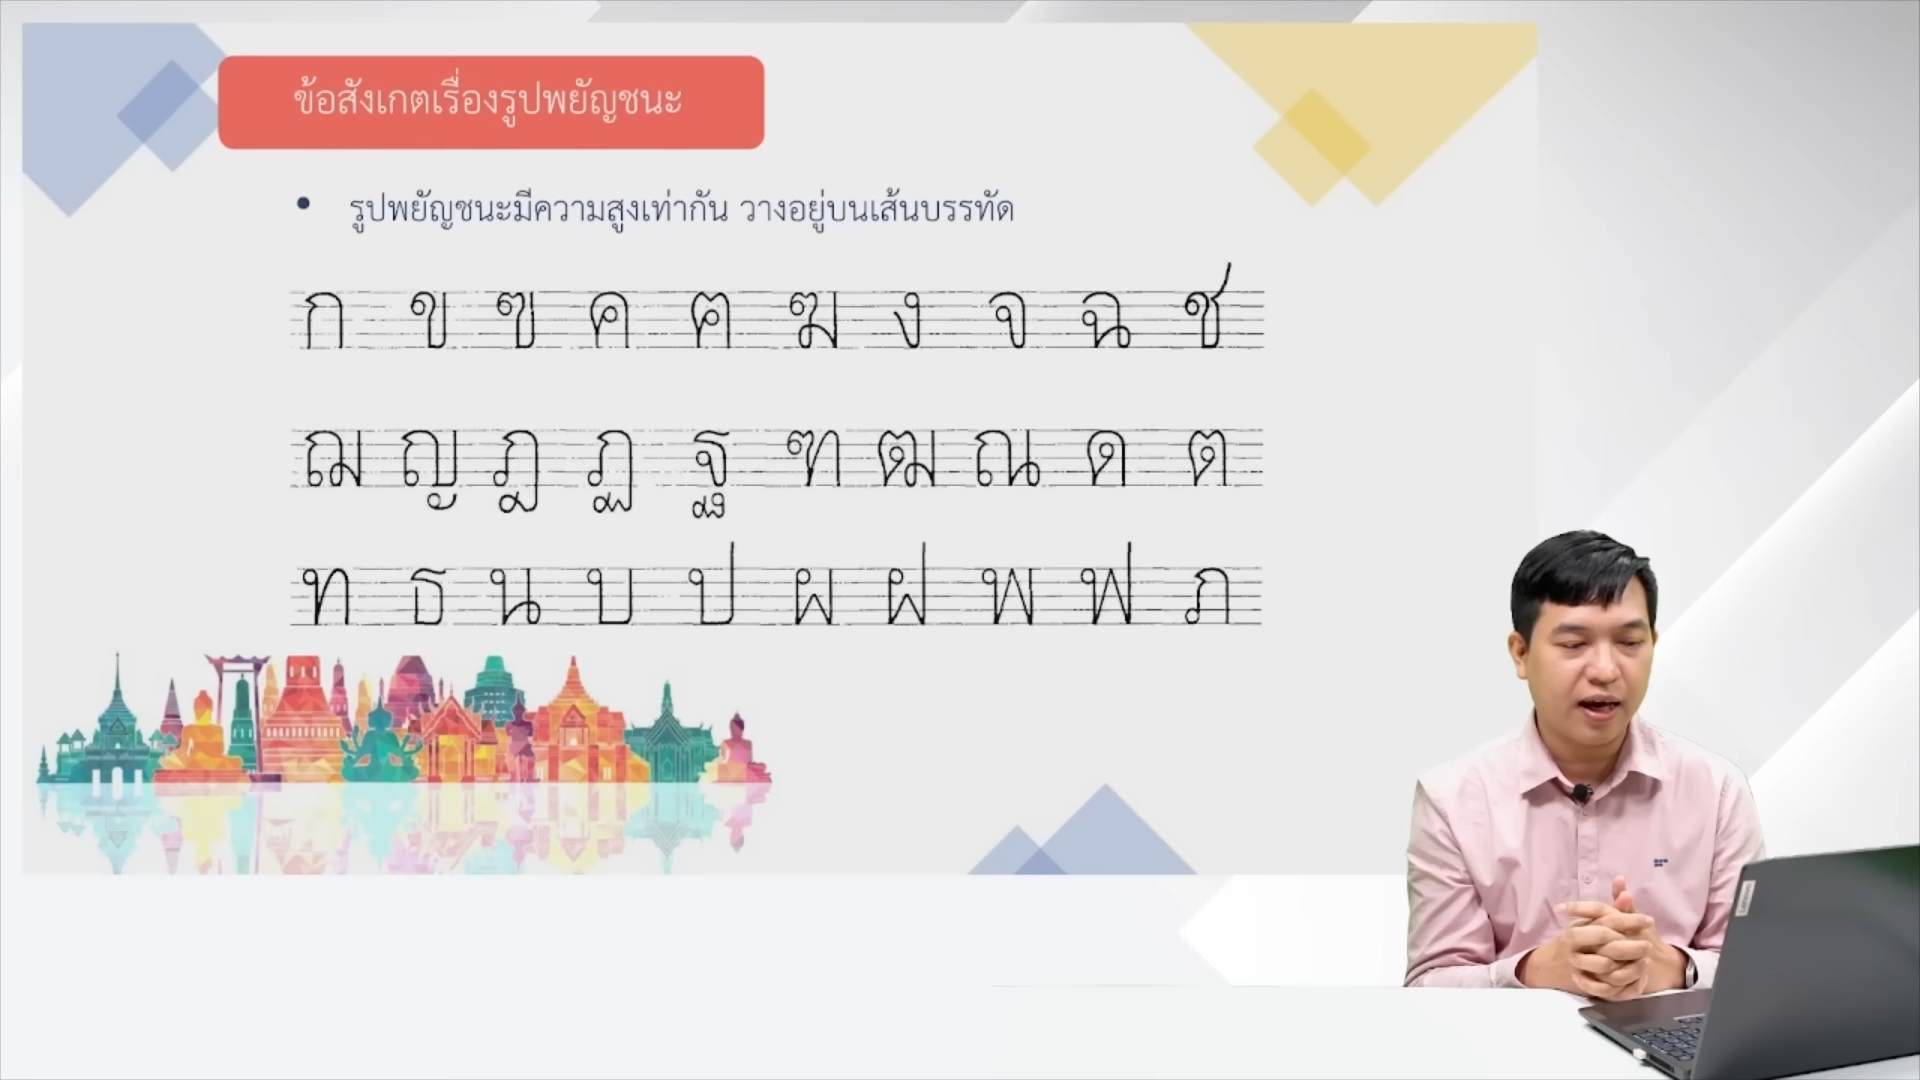 ข้อสังเกตเรื่องรูปพยัญชนะ
• รูปพยัญชนะมีความสูงเท่ากัน วางอยู่บนเส้นบรรทัด
ก ข ฃ ค ฅ ฆ ง จ ฉ ช
ฌ ญ ฎ ฏ ฐ ฑ ฒ ณ ด ต
ท ธ น บ ป ผ ฝ พ ฟ ภ